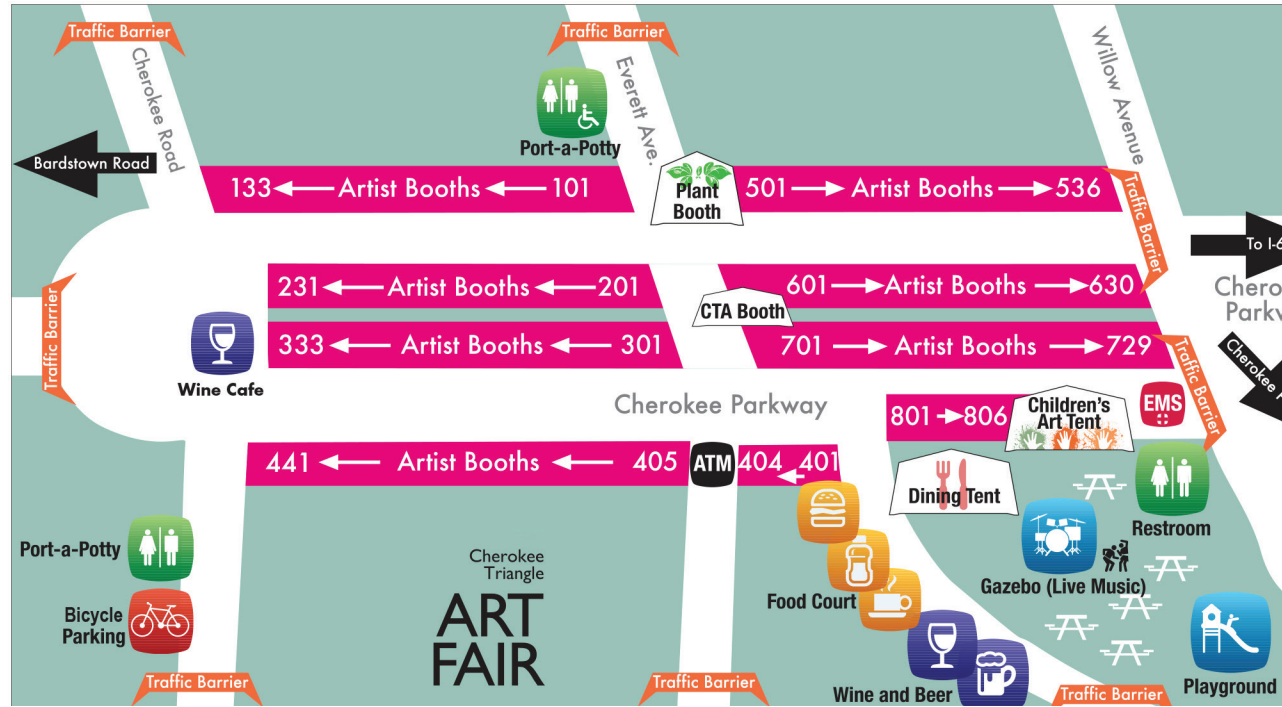 Traffic Barrier
Traffic Barrier
Cherokee Road
Everett Ave.
Willow Avenue
Port-a-Potty
Bardstown Road
133 Artist Booths 101
Plant
Booth
501 Artist Booths 536
Traffic Barrier
To I-6
Chero
Parkw
231 Artist Booths 201
CTA Booth
601 Artist Booths 630
Traffic Barrier
Wine Cafe
333 Artist Booths 301
701 Artist Booths 729
Traffic Barrier
Cherokee P
Cherokee Parkway
801 806
Children's
Art Tent
EMS
441 Artist Booths 405
ATM
404 401
Dining Tent
Restroom
Port-a-Potty
Bicycle
Parking
Cherokee
Triangle
ART
FAIR
Food Court
Gazebo (Live Music)
Wine and Beer
Playground
Traffic Barrier
Traffic Barrier
Traffic Barrier